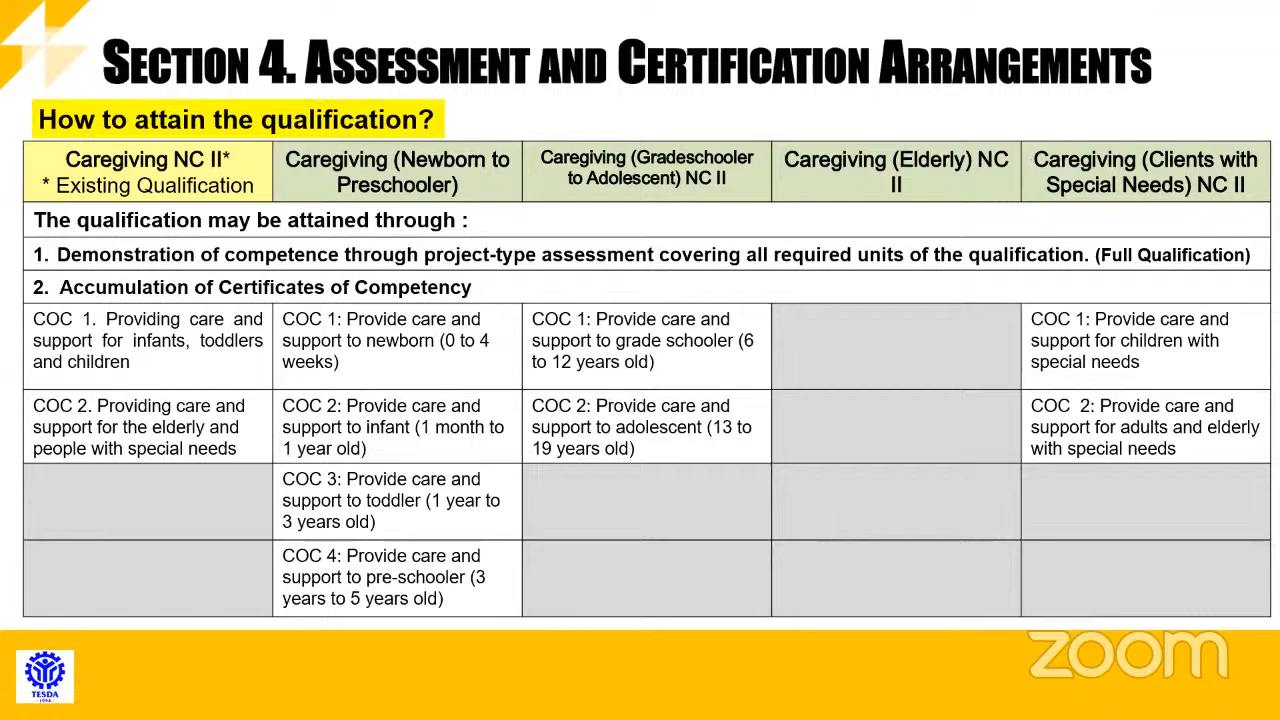 SECTION 4. ASSESSMENT AND CERTIFICATION ARRANGEMENTS
How to attain the qualification?
Caregiving NC II*
* Existing Qualification
Caregiving (Newborn to
Preschooler)
Caregiving (Gradeschooler
to Adolescent) NC II
Caregiving (Elderly) NC
II
Caregiving (Clients with
Special Needs) NC II
The qualification may be attained through :
1. Demonstration of competence through project-type assessment covering all required units of the qualification. (Full Qualification)
2. Accumulation of Certificates of Competency
COC 1. Providing care and
support for infants, toddlers
and children
COC 1: Provide care and
support to newborn (0 to 4
weeks)
COC 1: Provide care and
support to grade schooler (6
to 12 years old)
COC 1: Provide care and
support for children with
special needs
COC 2. Providing care and
support for the elderly and
people with special needs
COC 2: Provide care and
support to infant (1 month to
1 year old)
COC 2: Provide care and
support to adolescent (13 to
19 years old)
COC 2: Provide care and
support for adults and elderly
with special needs
COC 3: Provide care and
support to toddler (1 year to
3 years old)
COC 4: Provide care and
support to pre-schooler (3
years to 5 years old)
zoom
TESDA
1994